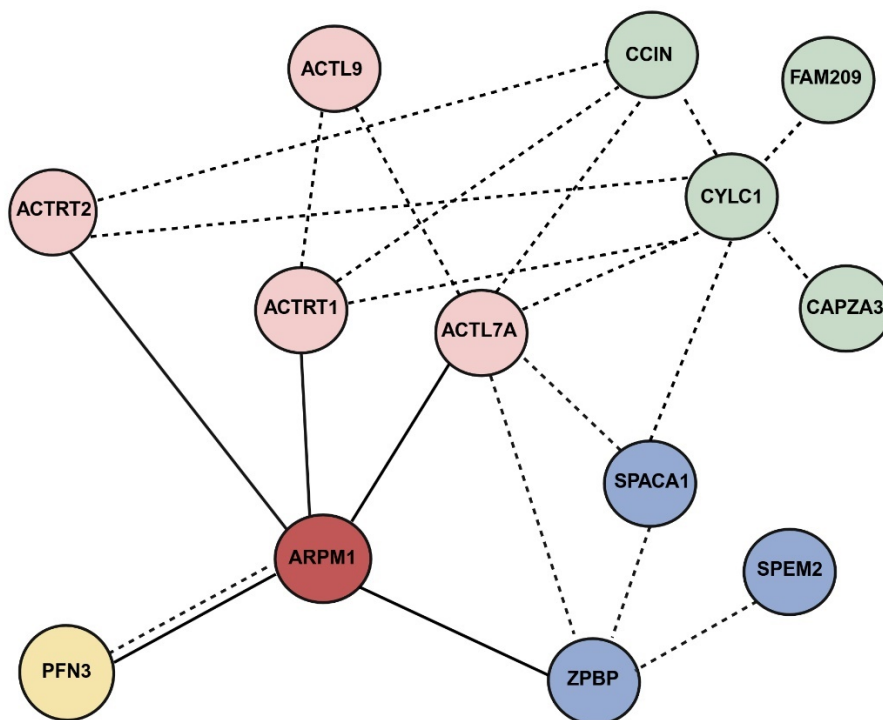 CCIN
ACTL9
FAM209
CYLC1
ACTRT2
ACTRT1
CAPZA3
ACTL7A
SPACA1
ARPM1
SPEM2
PFN3
ZPBP